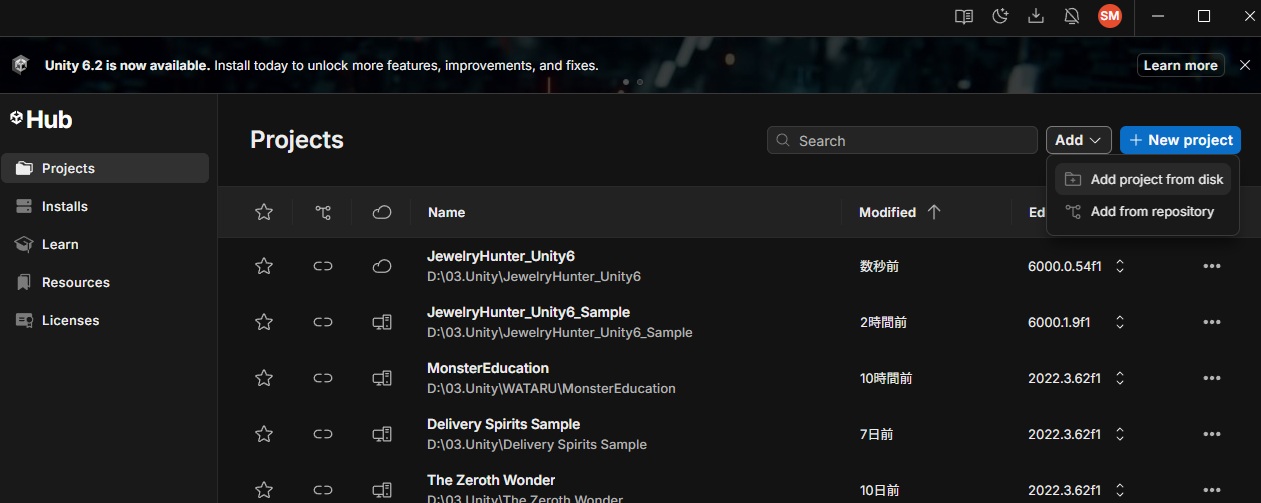 SM
Unity 6.2 is now available. Install today to unlock more features, improvements, and fixes.
Learn more
Hub
Projects
Installs
Learn
Resources
Licenses
Projects
Search
Add
+ New project
Add project from disk
Add from repository
Name
Modified
Ed
JewelryHunter_Unity6
D:\03.Unity\JewelryHunter_Unity6
数秒前
6000.0.54f1
JewelryHunter_Unity6_Sample
D:\03.Unity\JewelryHunter_Unity6_Sample
2時間前
6000.1.9f1
MonsterEducation
D:\03.Unity\WATARU\MonsterEducation
10時間前
2022.3.62f1
Delivery Spirits Sample
D:\03.Unity\Delivery Spirits Sample
7日前
2022.3.62f1
The Zeroth Wonder
D:\03.Unity\The Zeroth Wonder
10日前
2022.3.62f1